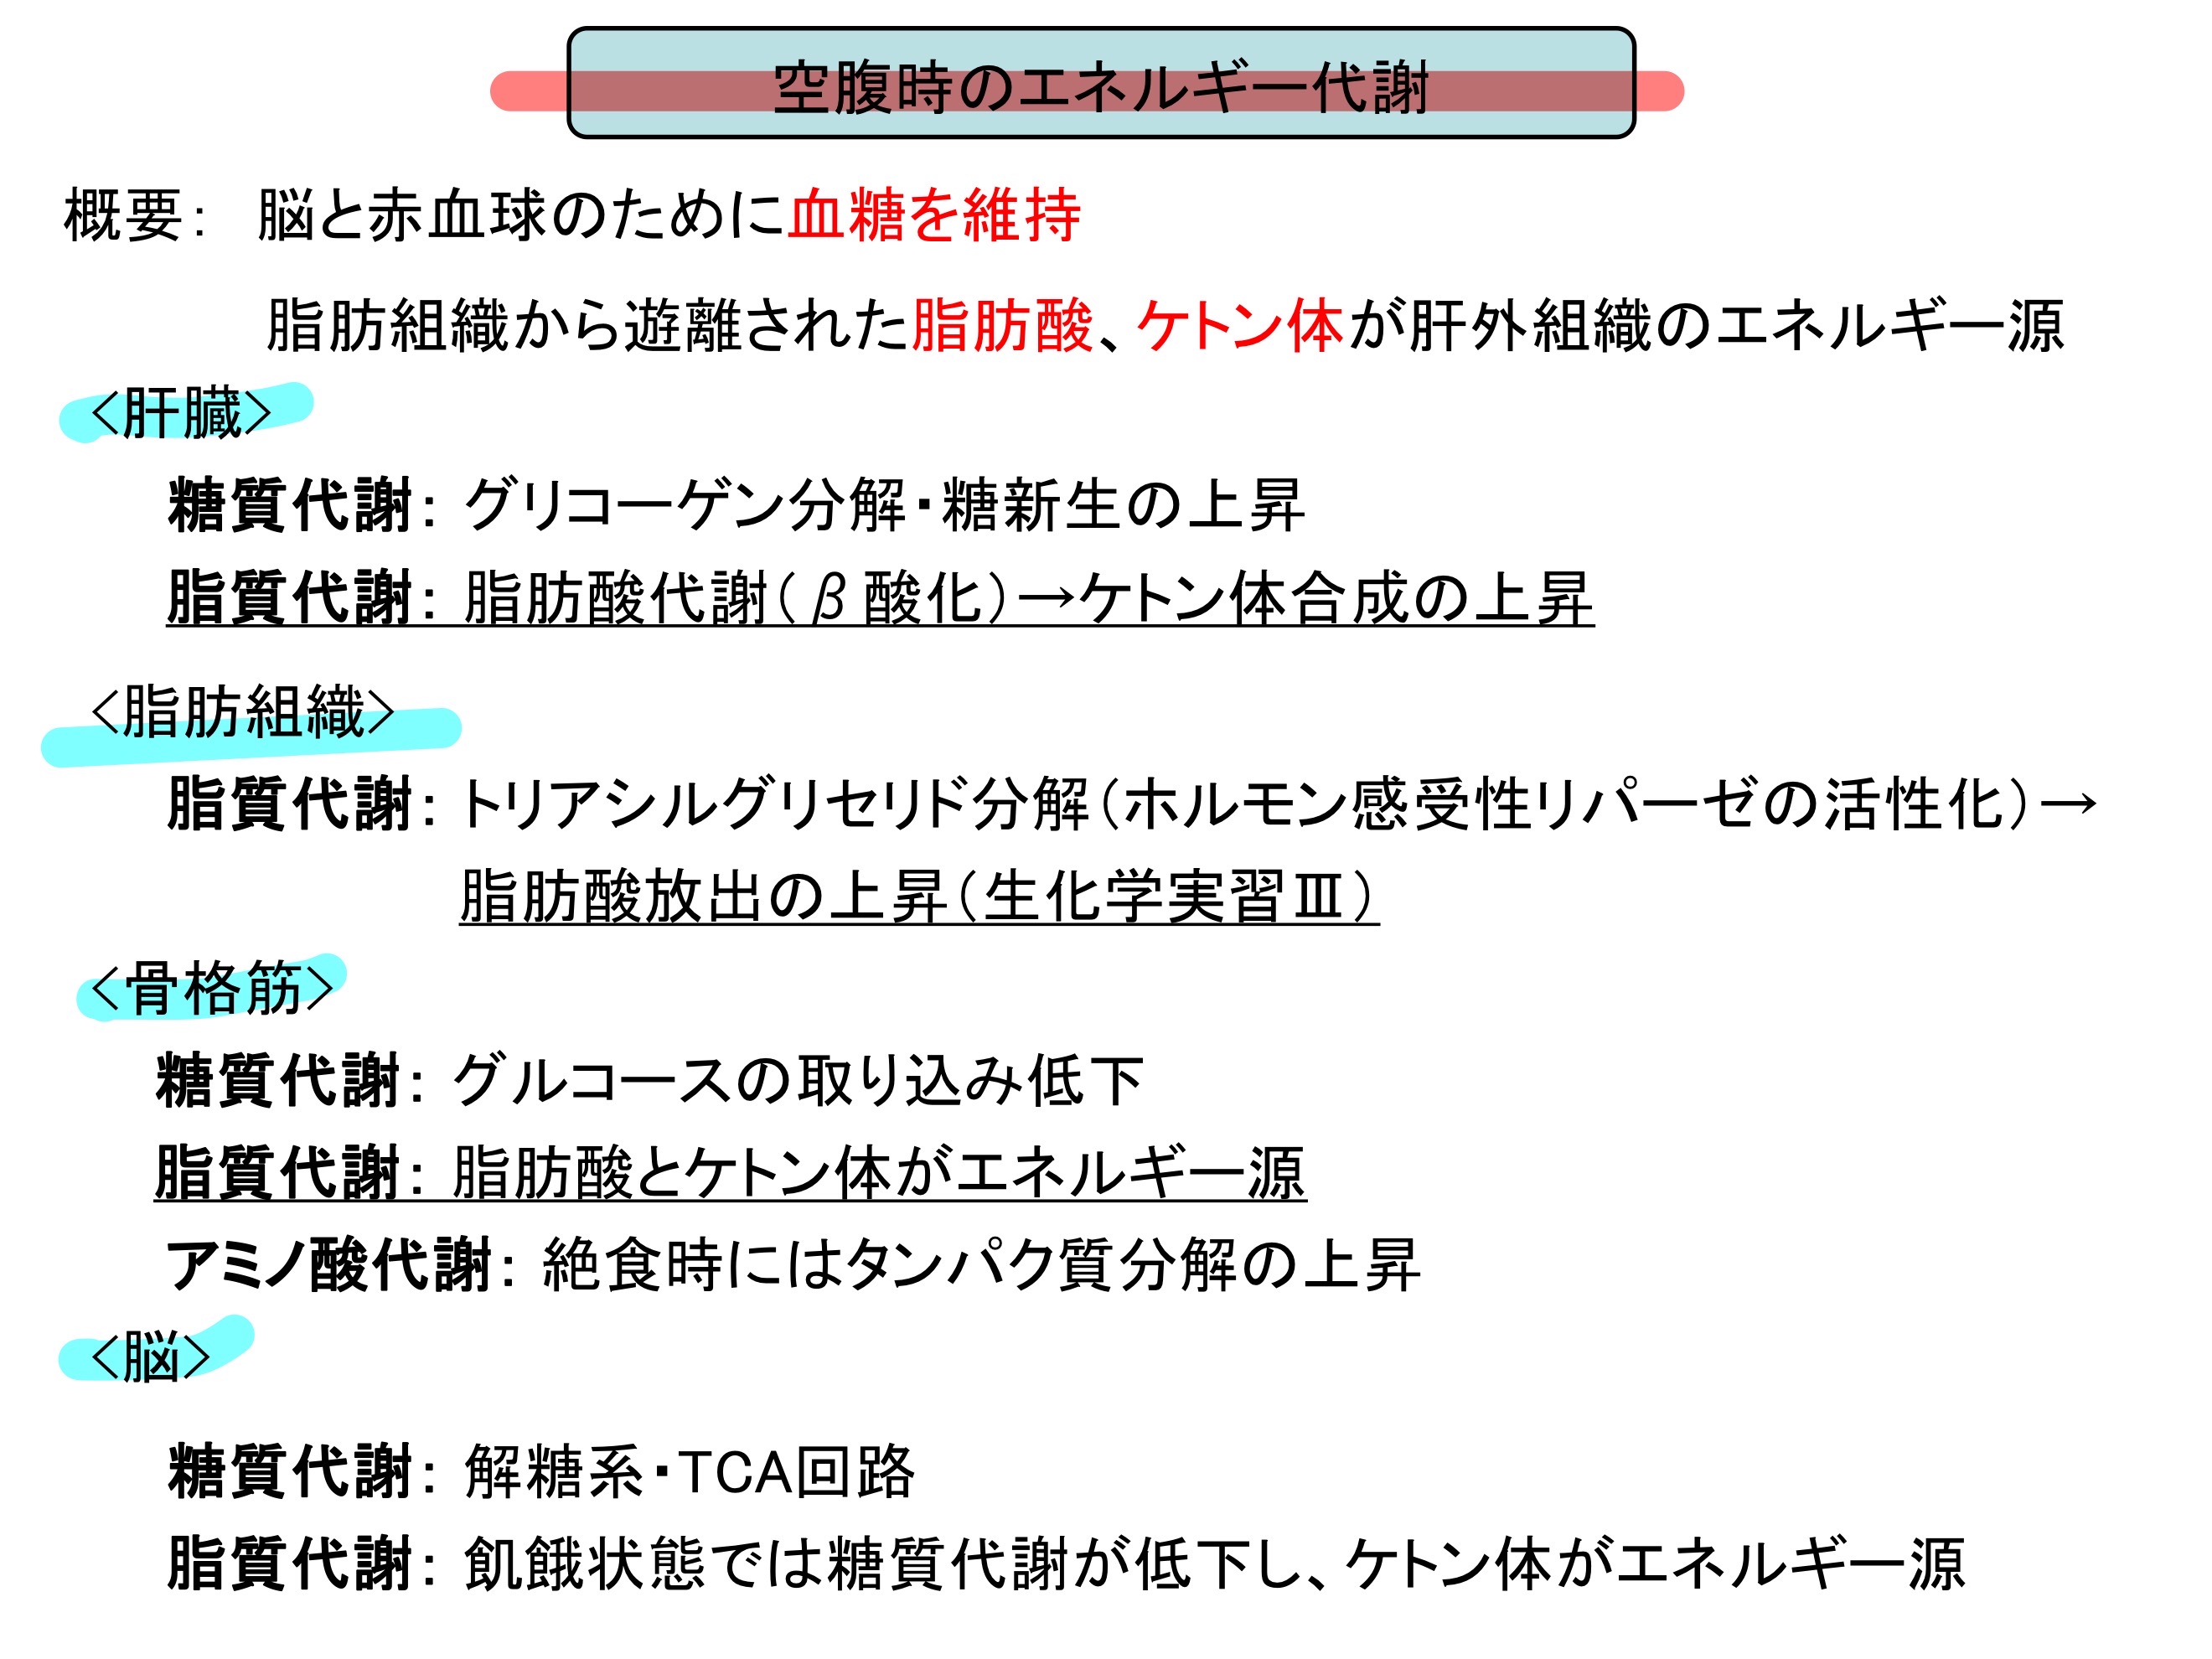 空腹時のエネルギー代謝
概要： 脳と赤血球のために血糖を維持
脂肪組織から遊離された脂肪酸、ケトン体が肝外組織のエネルギー源
＜肝臓＞
糖質代謝：グリコーゲン分解・糖新生の上昇
脂質代謝：脂肪酸代謝（β酸化）→ケトン体合成の上昇
＜脂肪組織＞
脂質代謝：トリアシルグリセリド分解（ホルモン感受性リパーゼの活性化）→
脂肪酸放出の上昇（生化学実習Ⅲ）
＜骨格筋＞
糖質代謝：グルコースの取り込み低下
脂質代謝：脂肪酸とケトン体がエネルギー源
アミノ酸代謝：絶食時にはタンパク質分解の上昇
＜脳＞
糖質代謝：解糖系・TCA回路
脂質代謝：飢餓状態では糖質代謝が低下し、ケトン体がエネルギー源